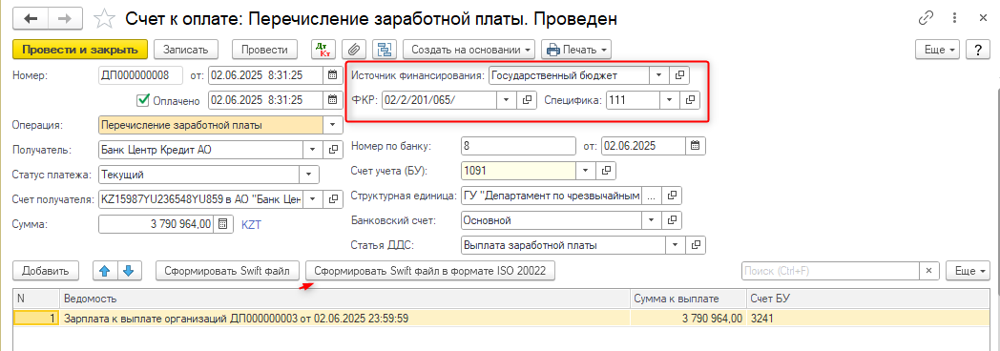 Счет к оплате: Перечисление заработной платы. Проведен
Провести и закрыть Записать Провести Дт Кт Создать на основании Печать Еще ?
Номер: ДП000000008 от: 02.06.2025 8:31:25 Источник финансирования: Государственный бюджет
Оплачено 02.06.2025 8:31:25 ФКР: 02/2/201/065/ Специфика: 111
Операция: Перечисление заработной платы
Получатель: Банк Центр Кредит АО Номер по банку: 8 от: 02.06.2025
Статус платежа: Текущий Счет учета (БУ): 1091
Счет получателя: KZ15987YU236548YU859 в АО "Банк Цен Структурная единица: ГУ "Департамент по чрезвычайным ...
Сумма: 3 790 964,00 KZT Банковский счет: Основной
Статья ДДС: Выплата заработной платы
Добавить Сформировать Swift файл Сформировать Swift файл в формате ISO 20022 Поиск (Ctrl+F) × Еще
N Ведомость Сумма к выплате Счет БУ
1 Зарплата к выплате организаций ДП000000003 от 02.06.2025 23:59:59 3 790 964,00 3241